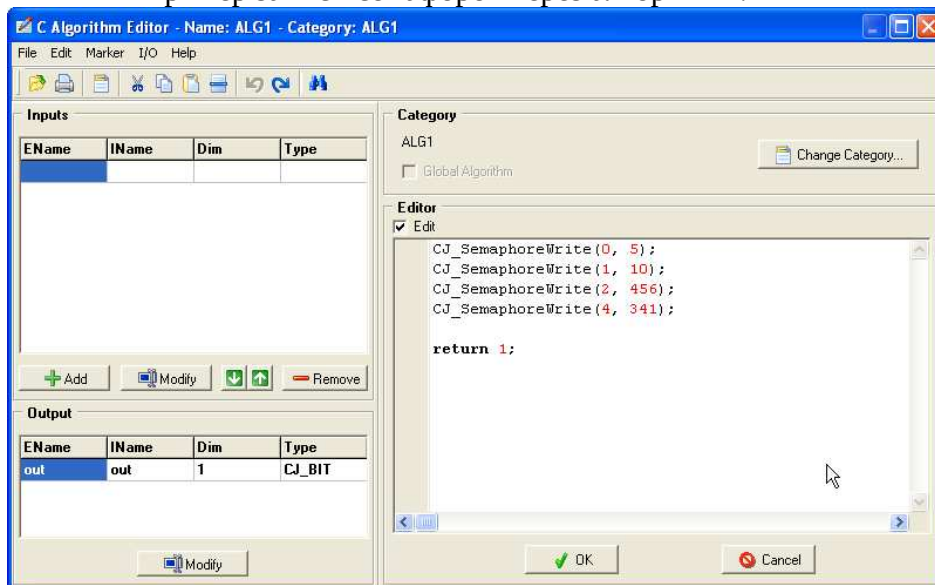 C Algorithm Editor - Name: ALG1 - Category: ALG1
File Edit Marker I/O Help
Inputs
EName IName Dim Type
Add Modify Remove
Output
EName IName Dim Type
out out 1 CJ_BIT
Modify
Category
ALG1
Global Algorithm
Change Category...
Editor
Edit
CJ_SemaphoreWrite(0, 5);
CJ_SemaphoreWrite(1, 10);
CJ_SemaphoreWrite(2, 456);
CJ_SemaphoreWrite(4, 341);
return 1;
OK Cancel